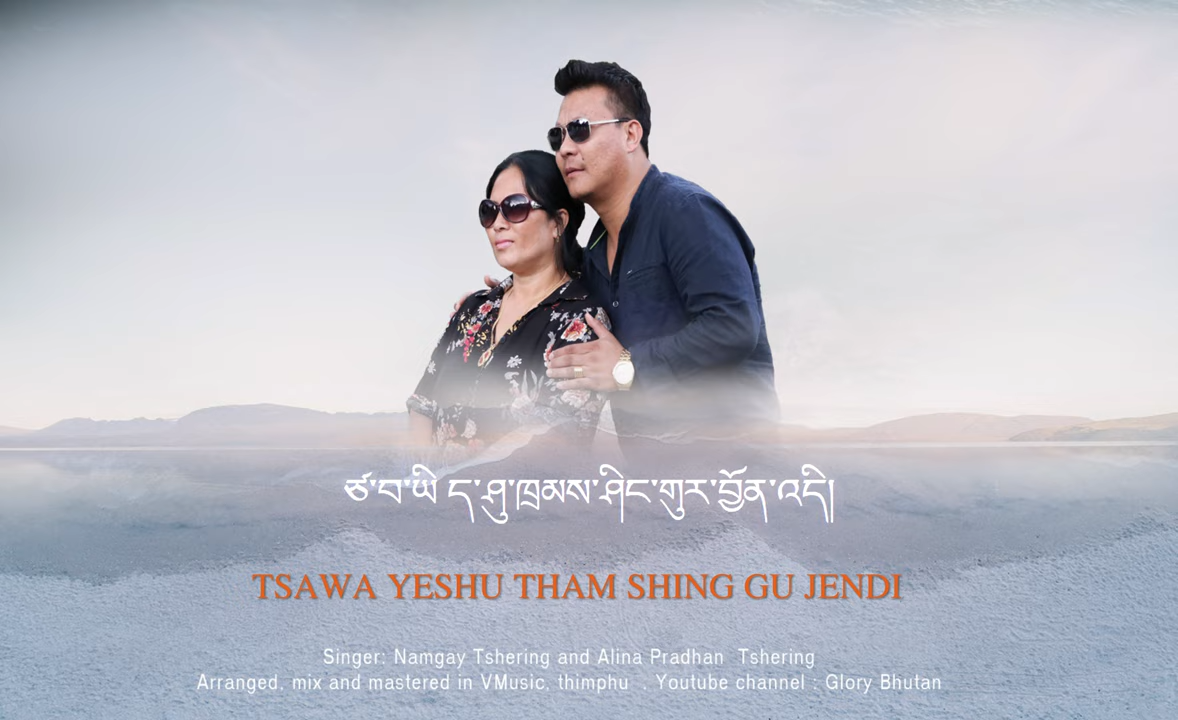 ཙ་བ་ཡི ད་ཤུ་ཁྲམས་ཤིང་གུར་བྱོན་འདི།
TSAWA YESHU THAM SHING GU JENDI
Singer: Namgay Tshering and Alina Pradhan Tshering
Arranged, mix and mastered in VMusic, thimphu . Youtube channel : Glory Bhutan